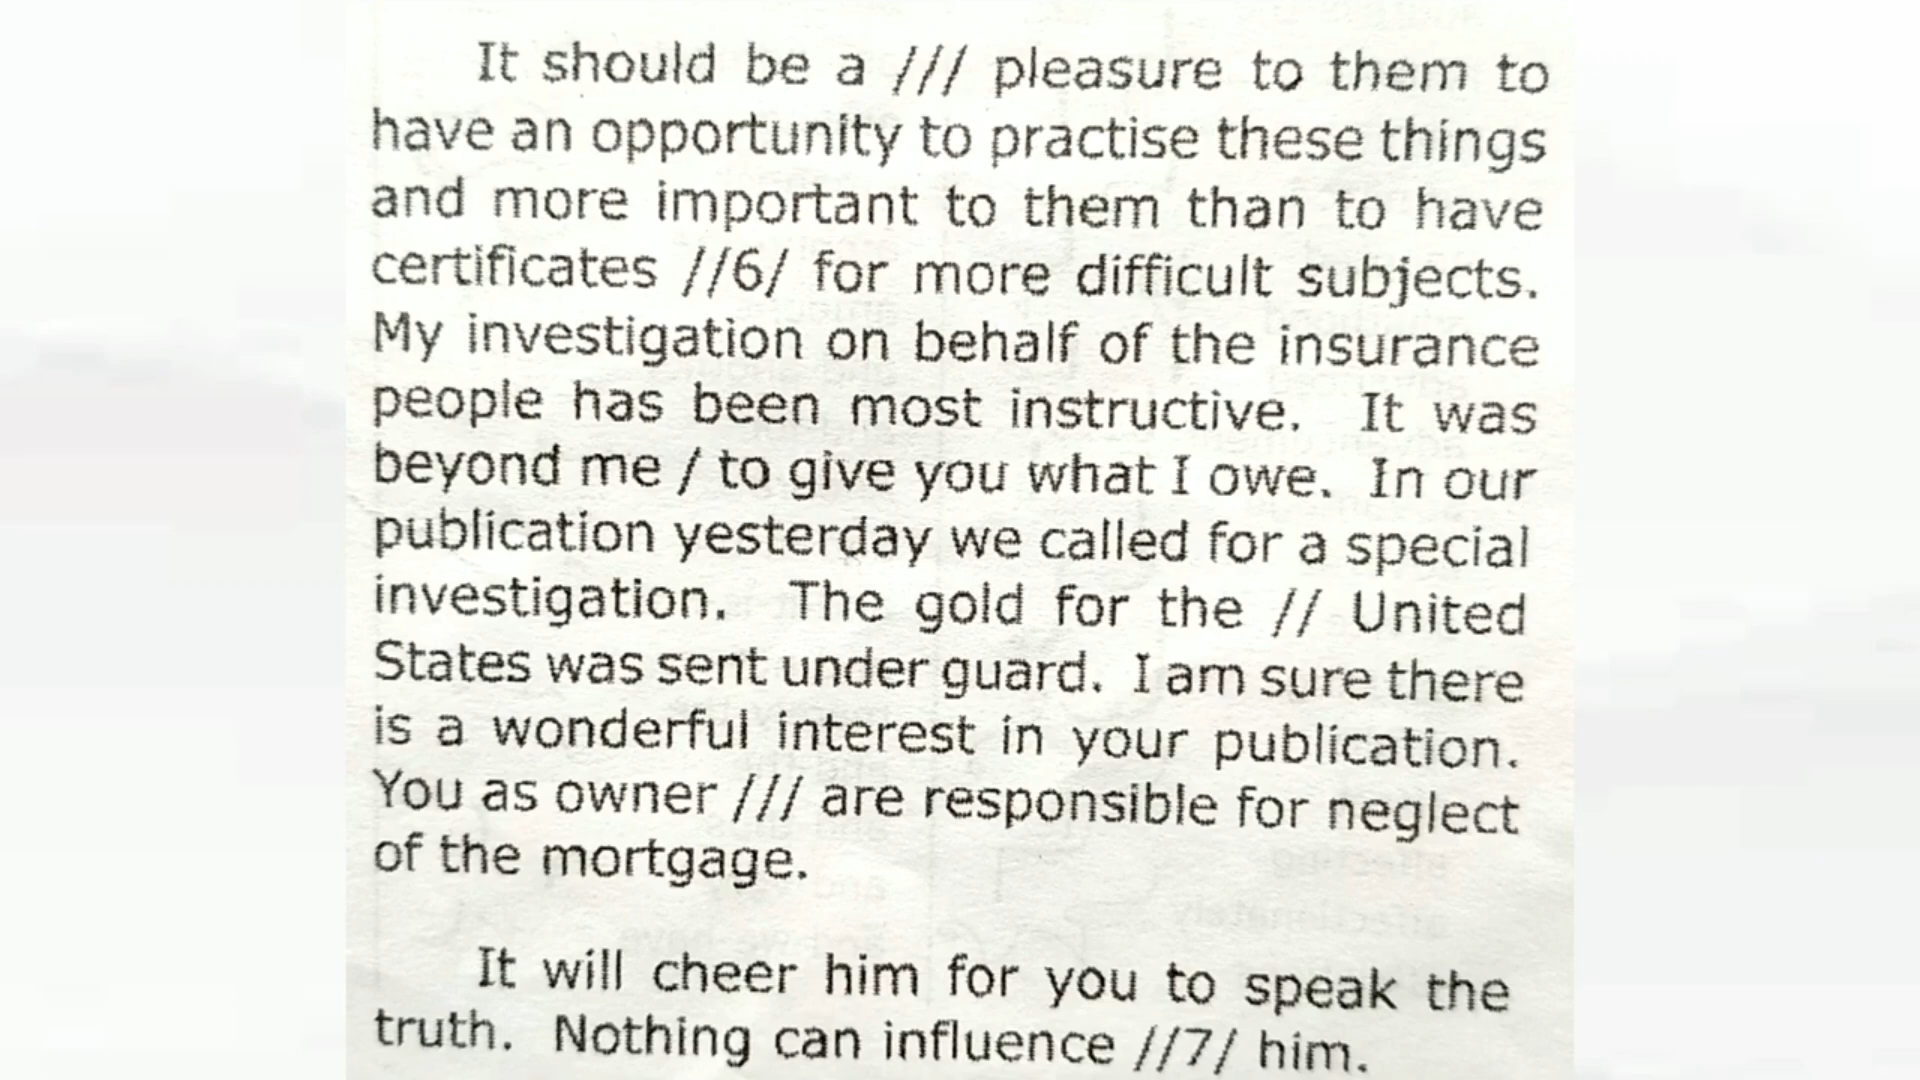 It should be a /// pleasure to them to
have an opportunity to practise these things
and more important to them than to have
certificates //6/ for more difficult subjects.
My investigation on behalf of the insurance
people has been most instructive. It was
beyond me / to give you what I owe. In our
publication yesterday we called for a special
investigation. The gold for the // United
States was sent under guard. I am sure there
is a wonderful interest in your publication.
You as owner /// are responsible for neglect
of the mortgage.
It will cheer him for you to speak the
truth. Nothing can influence //7/ him.